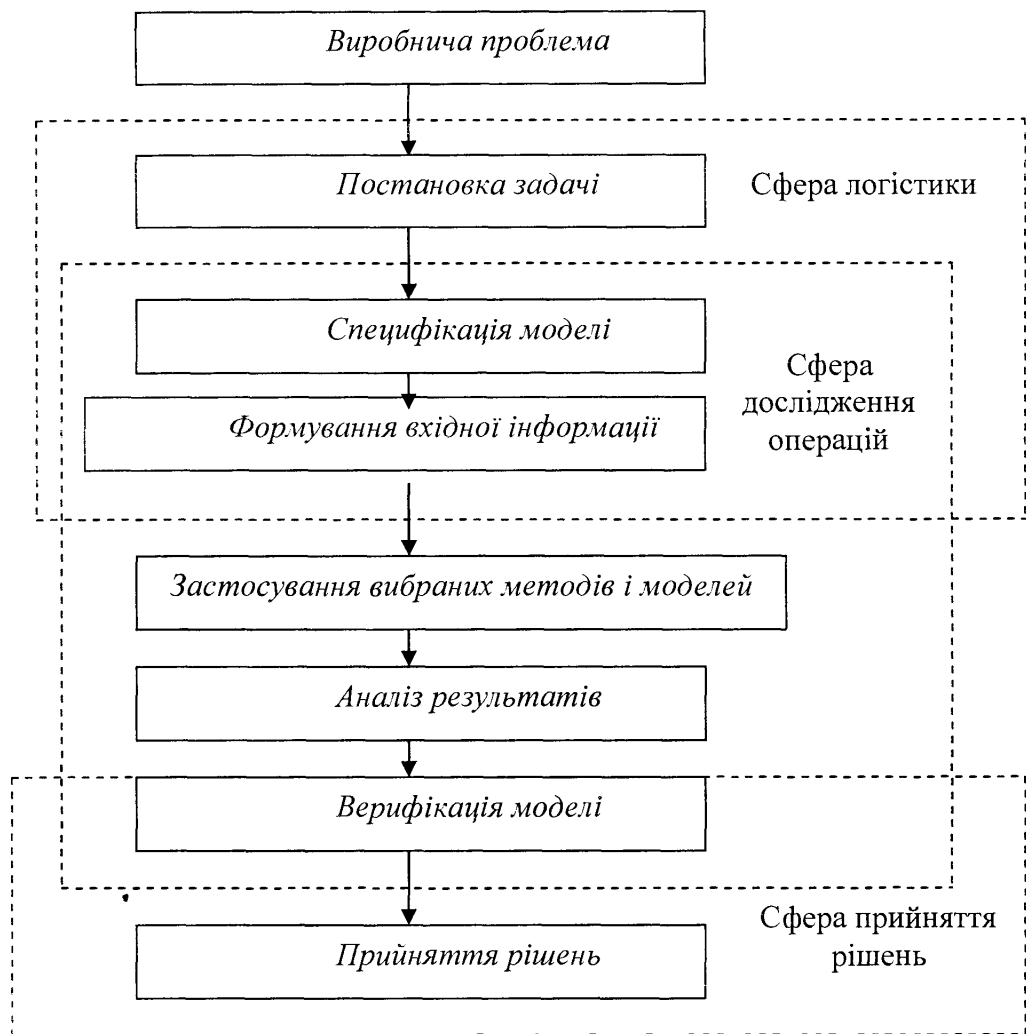 Виробнича проблема
Постановка задачі
Сфера логістики
Специфікація моделі
Сфера
дослідження
операцій
Формування вхідної інформації
Застосування вибраних методів і моделей
Аналіз результатів
Верифікація моделі
Сфера прийняття
рішень
Прийняття рішень